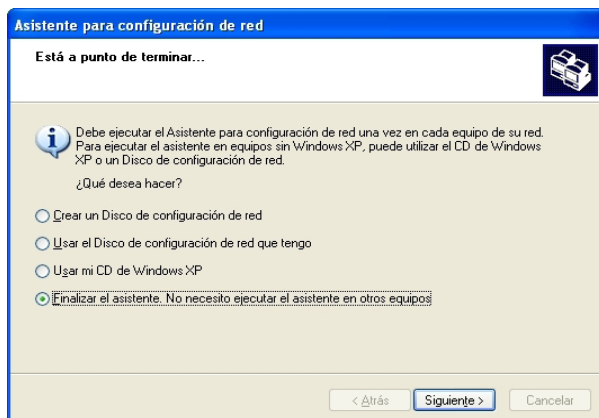 Asistente para configuración de red
Está a punto de terminar...
Debe ejecutar el Asistente para configuración de red una vez en cada equipo de su red.
Para ejecutar el asistente en equipos sin Windows XP, puede utilizar el CD de Windows
XP o un Disco de configuración de red.
¿Qué desea hacer?
Crear un Disco de configuración de red
Usar el Disco de configuración de red que tengo
Usar mi CD de Windows XP
Finalizar el asistente. No necesito ejecutar el asistente en otros equipos
< Atrás Siguiente > Cancelar